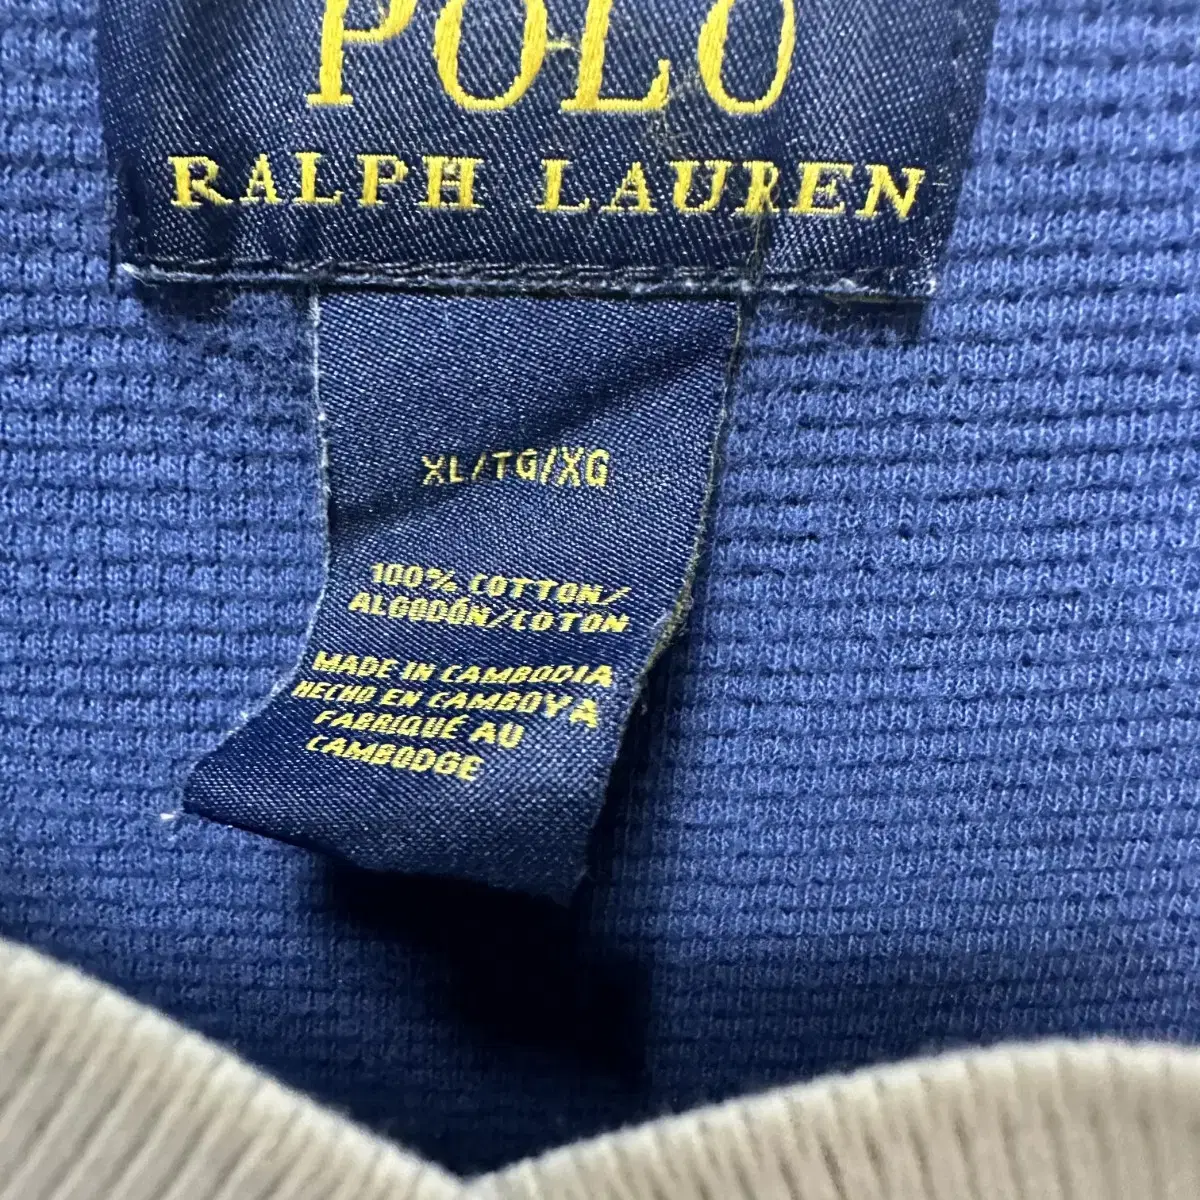 POLO
RALPH LAUREN
XL/TG/XG
100% COTTON/
ALGODÓN/COTON
MADE IN CAMBODIA
HECHO EN CAMBOYA
FABRIQUÉ AU
CAMBODGE